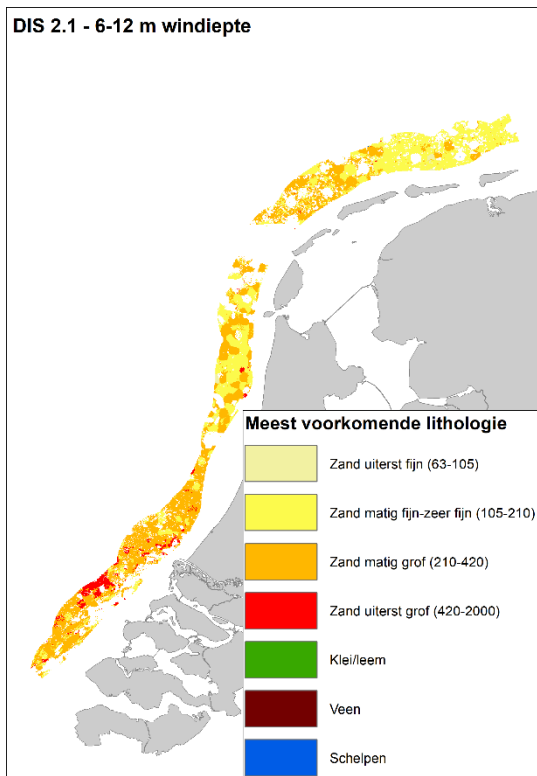 DIS 2.1 - 6-12 m windiepte
Meest voorkomende lithologie
Zand uiterst fijn (63-105)
Zand matig fijn-zeer fijn (105-210)
Zand matig grof (210-420)
Zand uiterst grof (420-2000)
Klei/leem
Veen
Schelpen